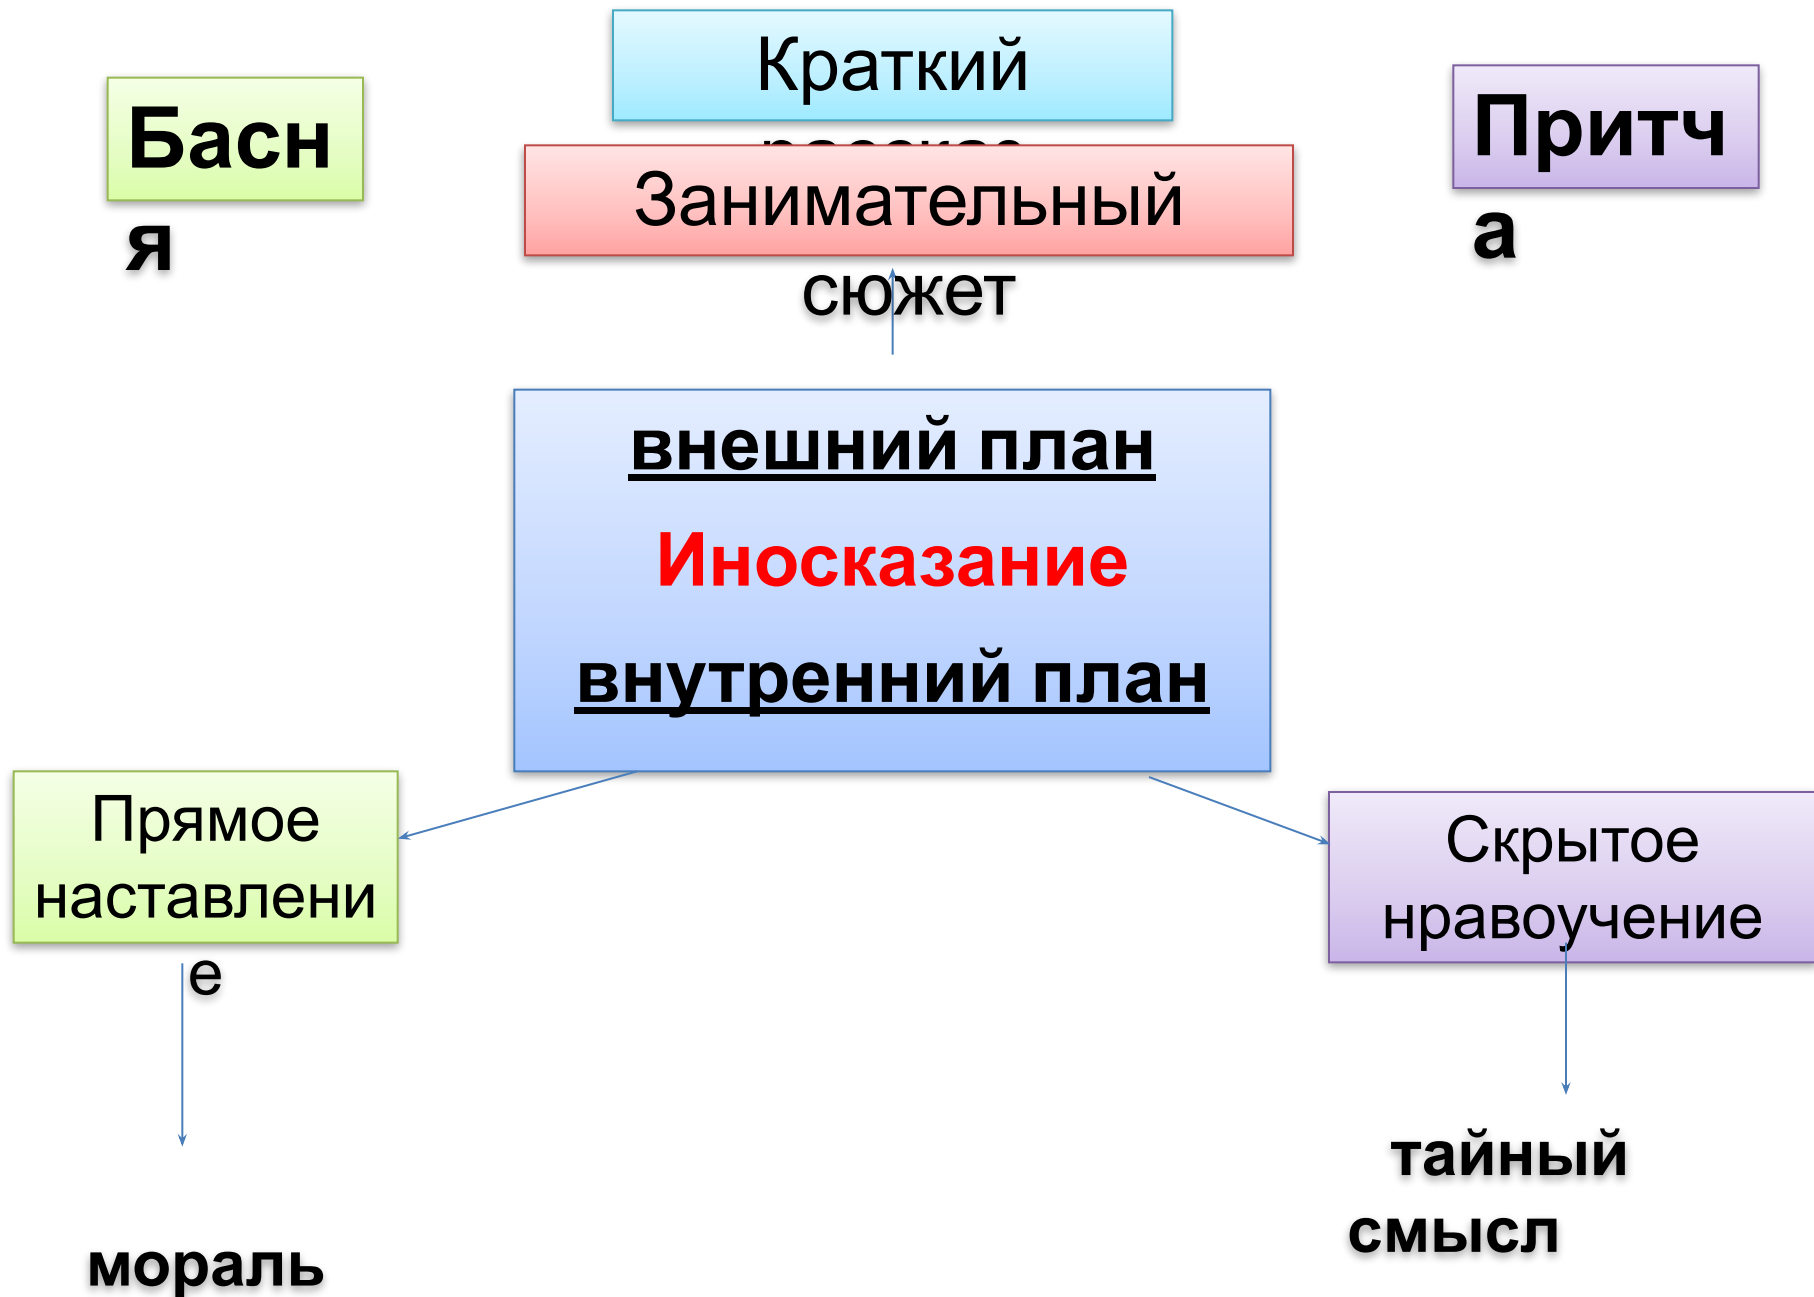 Краткий
Басн
я
Притч
а
Занимательный
сюжет
внешний план
Иносказание
внутренний план
Прямое
наставлени
е
Скрытое
нравоучение
тайный
смысл
мораль